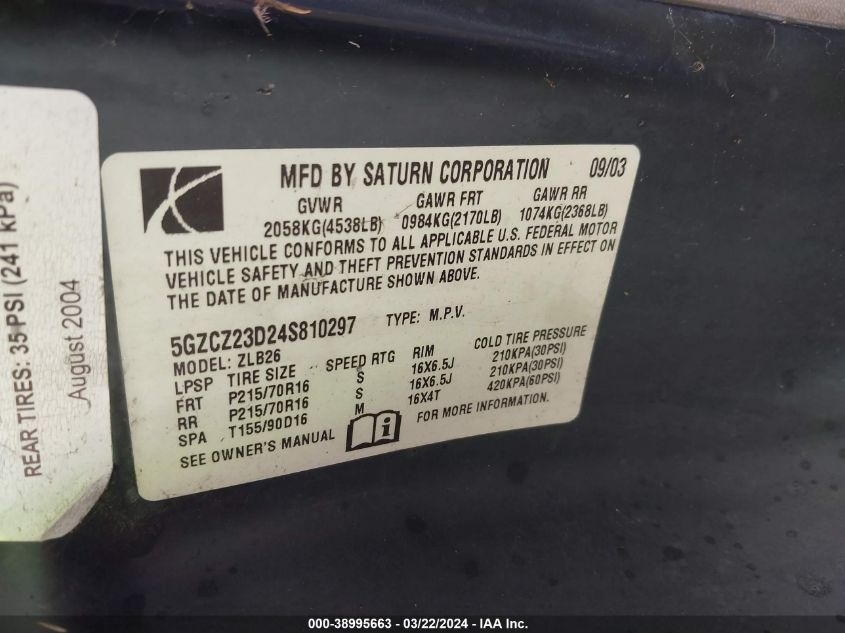 REAR TIRES: 35 PSI (241 kPa)
August 2004
MFD BY SATURN CORPORATION 09/03
GVWR GAWR FRT GAWR RR
2058KG(4538LB) 0984KG(2170LB) 1074KG(2368LB)
THIS VEHICLE CONFORMS TO ALL APPLICABLE U.S. FEDERAL MOTOR
VEHICLE SAFETY AND THEFT PREVENTION STANDARDS IN EFFECT ON
THE DATE OF MANUFACTURE SHOWN ABOVE.
5GZCZ23D24S810297 TYPE: M.P.V.
MODEL: ZLB26
LPSP TIRE SIZE SPEED RTG RIM COLD TIRE PRESSURE
FRT P215/70R16 S 16X6.5J 210KPA(30PSI)
RR P215/70R16 S 16X6.5J 210KPA(30PSI)
SPA T155/90D16 M 16X4T 420KPA(60PSI)
SEE OWNER'S MANUAL i FOR MORE INFORMATION.
000-38995663 - 03/22/2024 - IAA Inc.